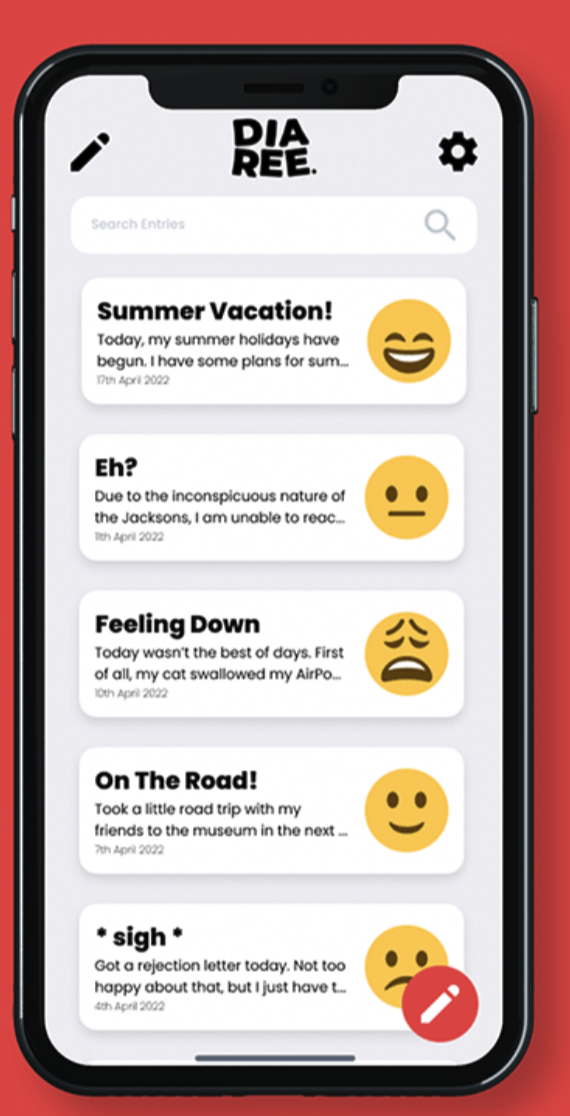 DIA
REE.
Search Entries
Summer Vacation!
Today, my summer holidays have
begun. I have some plans for sum...
17th April 2022
Eh?
Due to the inconspicuous nature of
the Jacksons, I am unable to reac...
11th April 2022
Feeling Down
Today wasn't the best of days. First
of all, my cat swallowed my AirPo...
10th April 2022
On The Road!
Took a little road trip with my
friends to the museum in the next ...
7th April 2022
* sigh *
Got a rejection letter today. Not too
happy about that, but I just have t...
4th April 2022